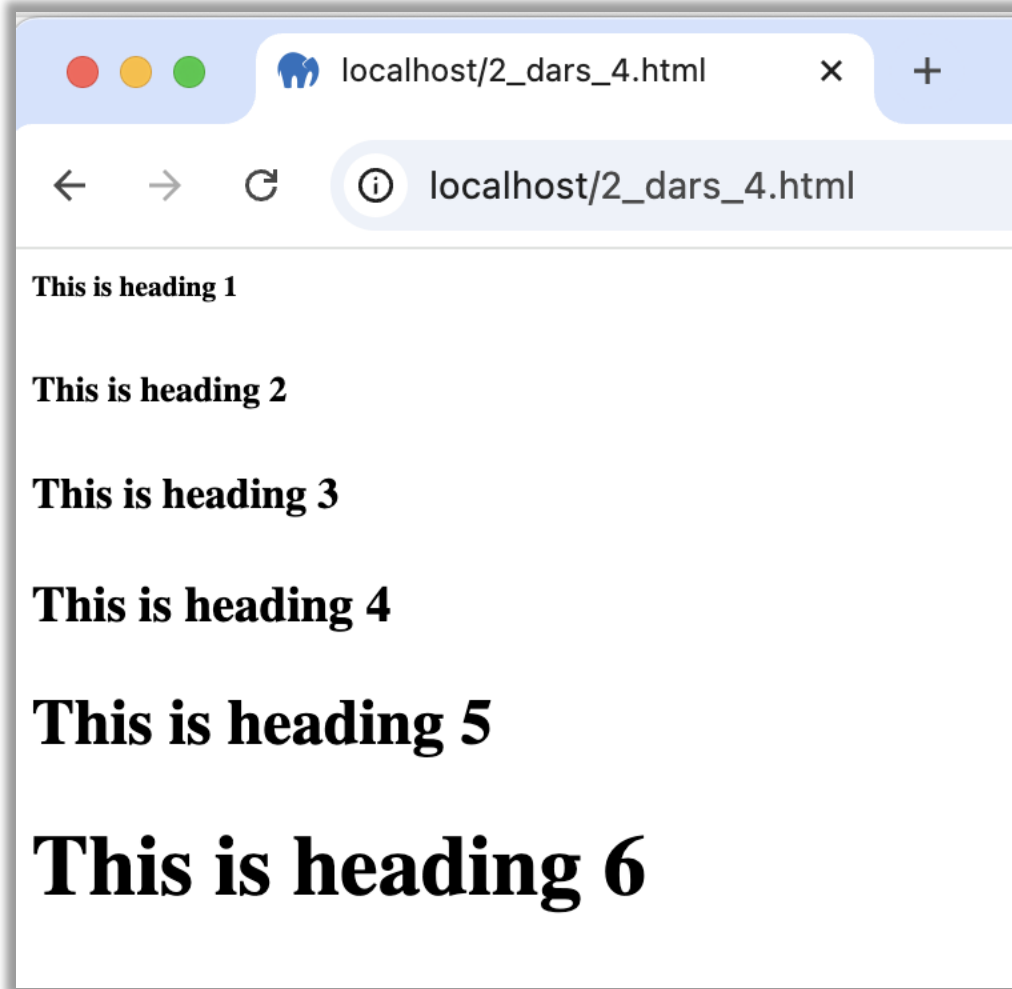 localhost/2_dars_4.html
localhost/2_dars_4.html
This is heading 1
This is heading 2
This is heading 3
This is heading 4
This is heading 5
This is heading 6